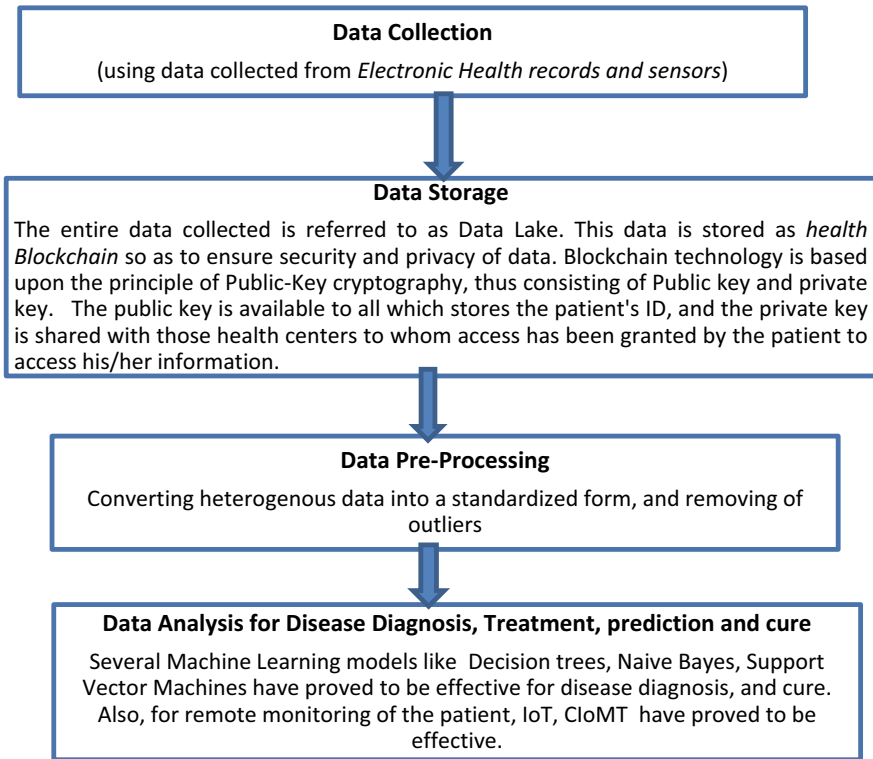 Data Collection
(using data collected from Electronic Health records and sensors)
Data Storage
The entire data collected is referred to as Data Lake. This data is stored as health
Blockchain so as to ensure security and privacy of data. Blockchain technology is based
upon the principle of Public-Key cryptography, thus consisting of Public key and private
key. The public key is available to all which stores the patient's ID, and the private key
is shared with those health centers to whom access has been granted by the patient to
access his/her information.
Data Pre-Processing
Converting heterogenous data into a standardized form, and removing of
outliers
Data Analysis for Disease Diagnosis, Treatment, prediction and cure
Several Machine Learning models like Decision trees, Naive Bayes, Support
Vector Machines have proved to be effective for disease diagnosis, and cure.
Also, for remote monitoring of the patient, IoT, CIoMT have proved to be
effective.